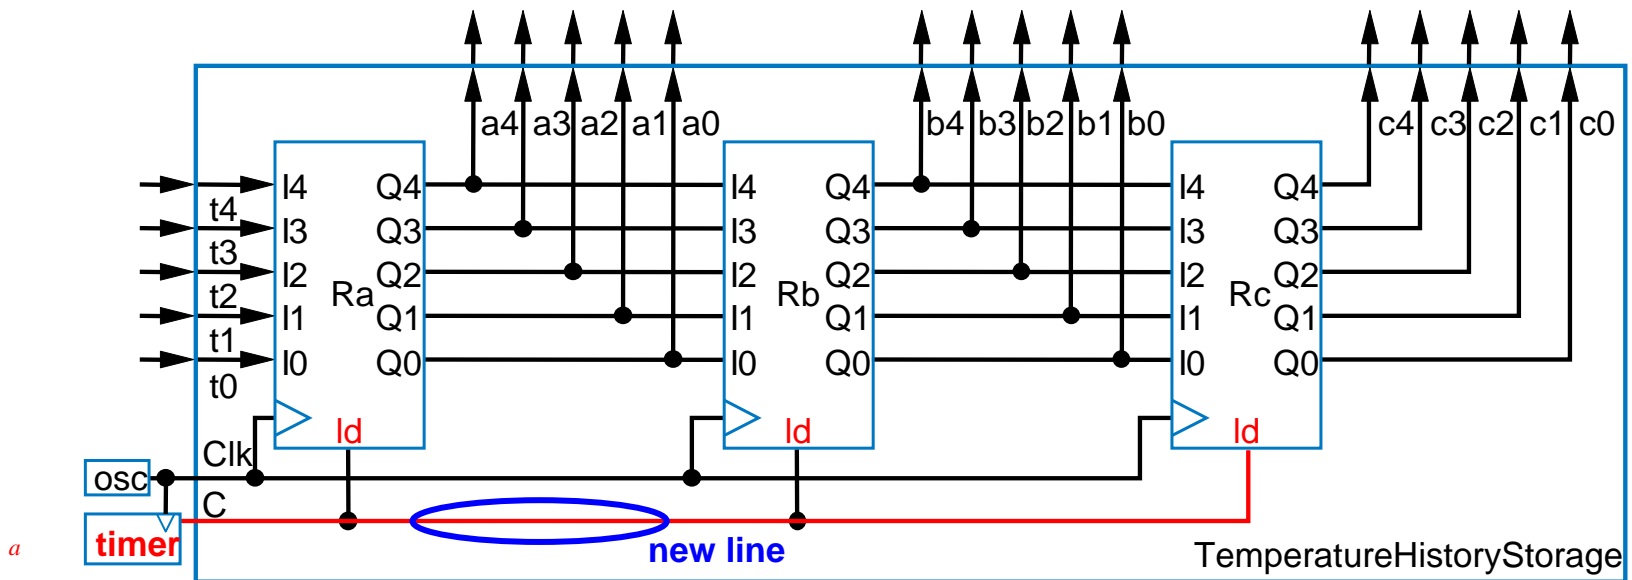 a4 a3 a2 a1 a0 b4 b3 b2 b1 b0 c4 c3 c2 c1 c0
I4 Q4 I4 Q4 I4 Q4
t4
I3 Q3 I3 Q3 I3 Q3
t3
I2 Q2 I2 Q2 I2 Q2
t2 Ra Rb Rc
I1 Q1 I1 Q1 I1 Q1
t1
I0 Q0 I0 Q0 I0 Q0
t0
ld ld ld
Clk
osc
C
a timer new line TemperatureHistoryStorage